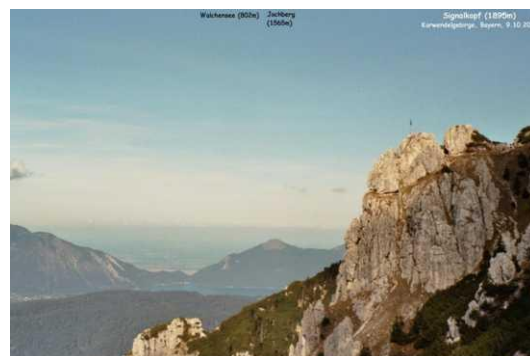 Walchensee (802m)
Jochberg
(1565m)
Signalkopf (1895m)
Karwendelgebirge, Bayern, 9.10.20